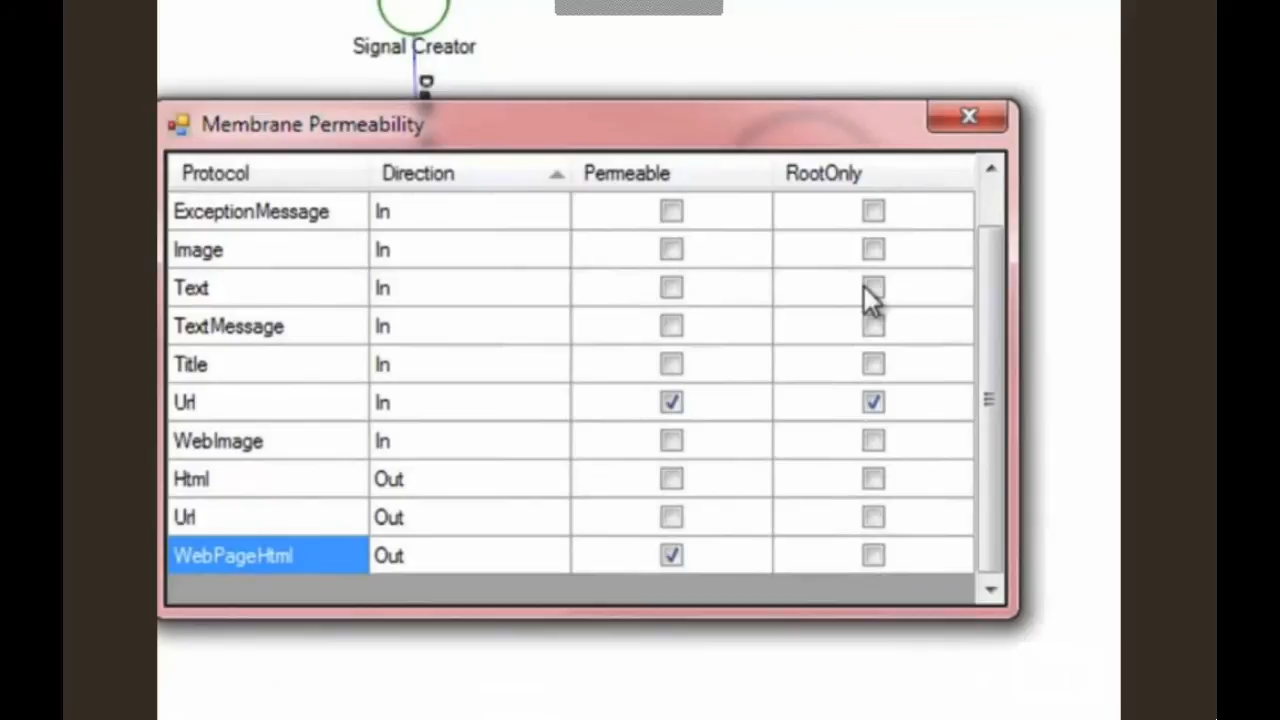 Signal Creator
Membrane Permeability
Protocol Direction Permeable RootOnly
ExceptionMessage In
Image In
Text In
TextMessage In
Title In
Url In
WebImage In
Html Out
Url Out
WebPageHtml Out